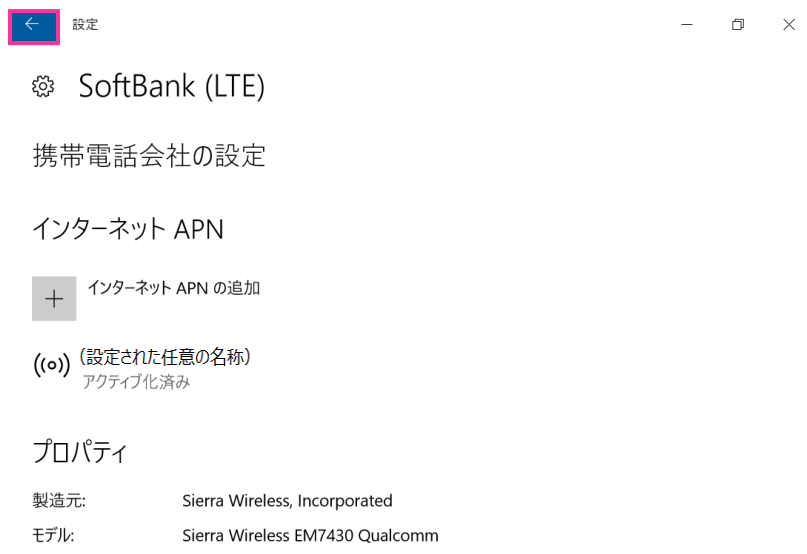 設定
SoftBank (LTE)
携帯電話会社の設定
インターネット APN
インターネット APN の追加
(設定された任意の名称)
アクティブ化済み
プロパティ
製造元: Sierra Wireless, Incorporated
モデル: Sierra Wireless EM7430 Qualcomm